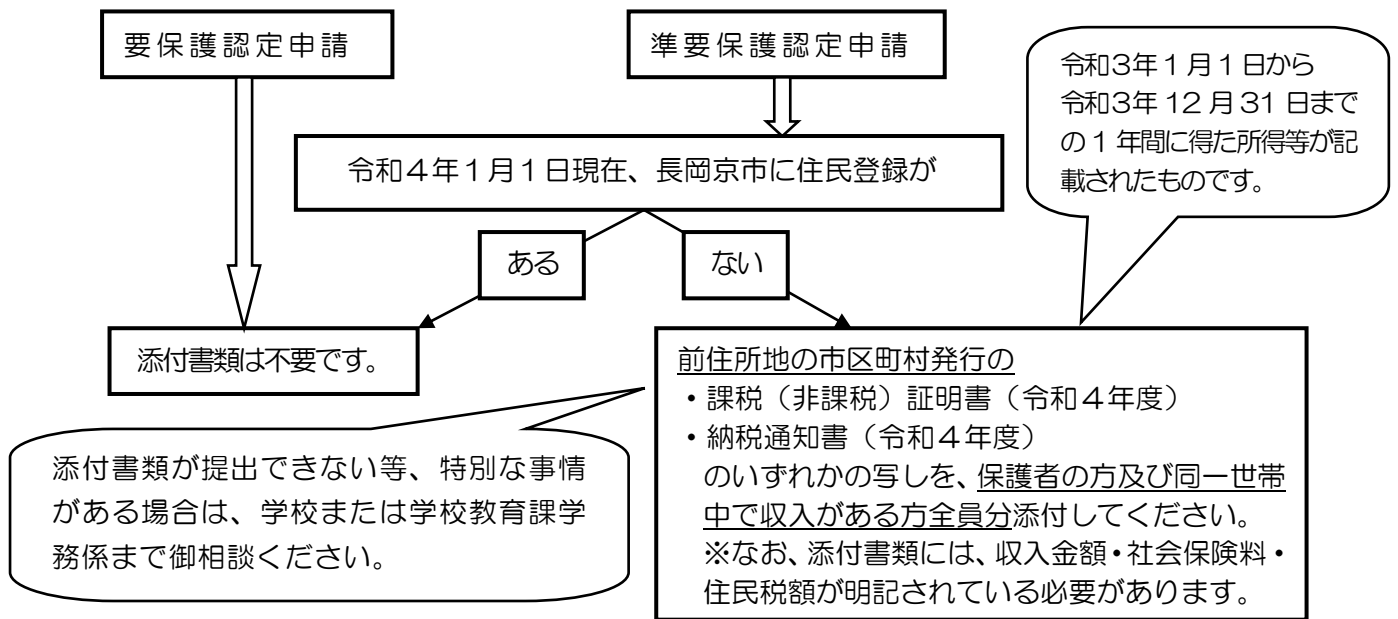 要保護認定申請
準要保護認定申請
令和3年1月1日から
令和3年12月31日まで
の1年間に得た所得等が記
載されたものです。
令和4年1月1日現在、長岡京市に住民登録が
ある
ない
添付書類は不要です。
前住所地の市区町村発行の
・課税（非課税）証明書（令和4年度）
・納税通知書（令和4年度）
のいずれかの写しを、保護者の方及び同一世帯
中で収入がある方全員分添付してください。
※なお、添付書類には、収入金額・社会保険料・
住民税額が明記されている必要があります。
添付書類が提出できない等、特別な事情
がある場合は、学校または学校教育課学
務係まで御相談ください。